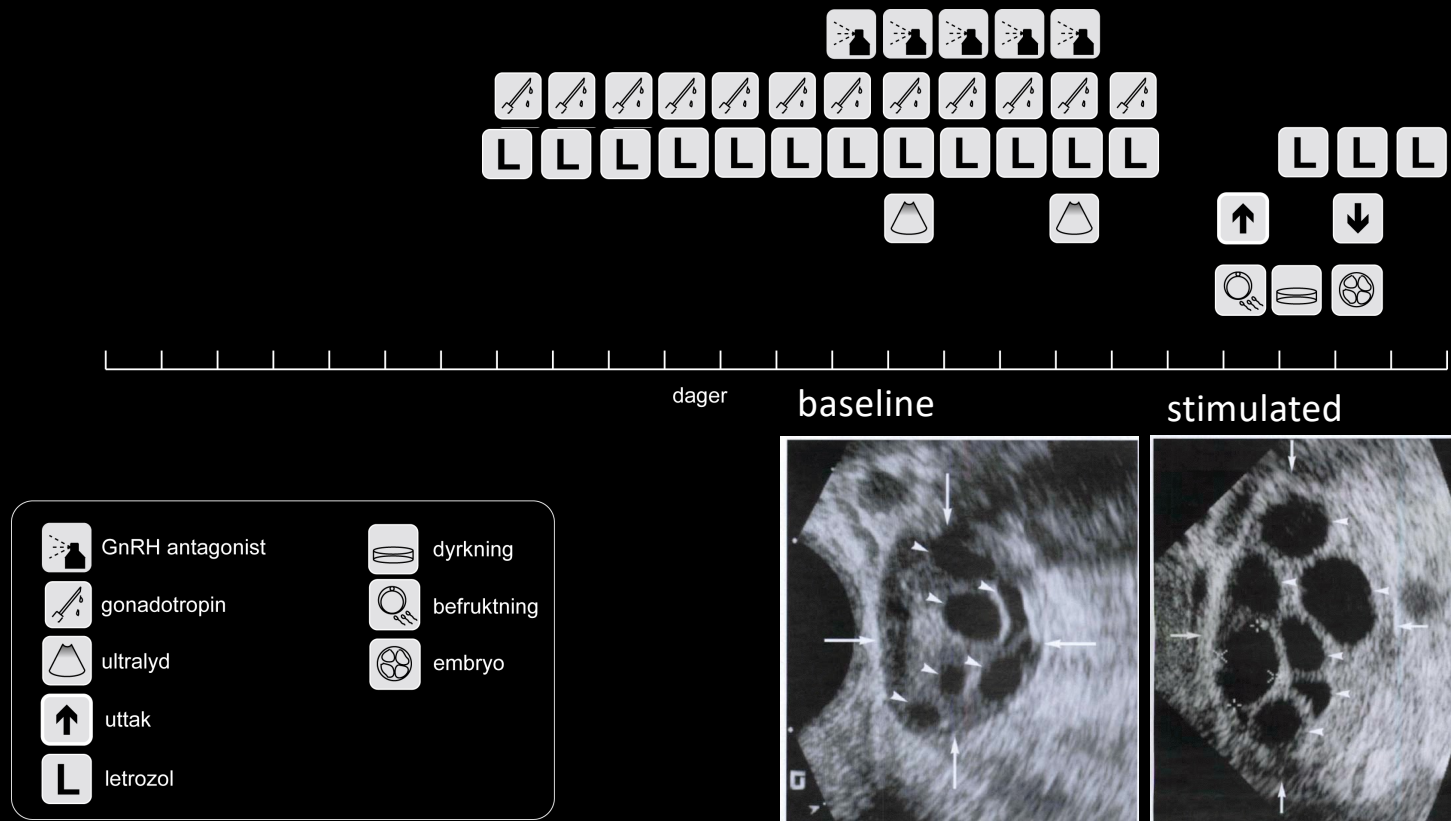 L L L L L L L L L L L L L L L
dager
baseline
stimulated
GnRH antagonist
gonadotropin
ultralyd
uttak
L letrozol
dyrkning
befruktning
embryo
G